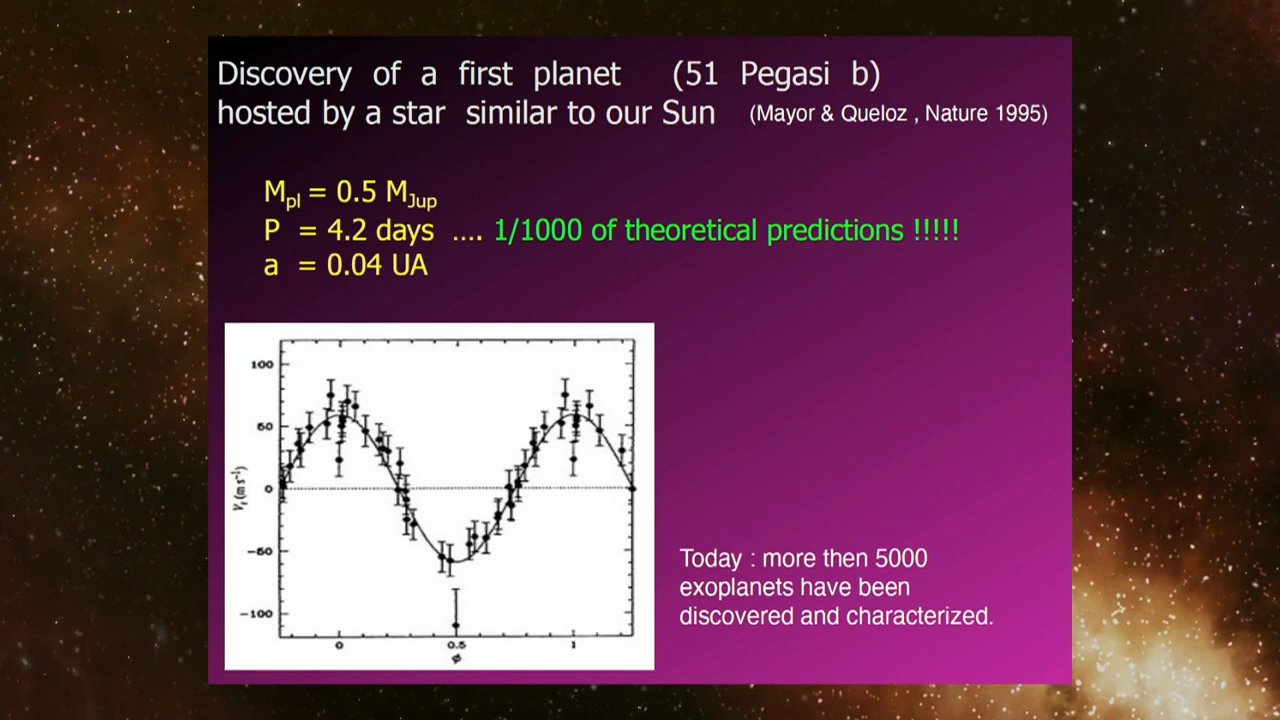 Discovery of a first planet (51 Pegasi b)
hosted by a star similar to our Sun (Mayor & Queloz , Nature 1995)
Mpl = 0.5 MJup
P = 4.2 days .... 1/1000 of theoretical predictions !!!!!
a = 0.04 UA
100
50
0
-50
-100
Vr (m s-1)
0 0.5 1
φ
Today : more then 5000
exoplanets have been
discovered and characterized.